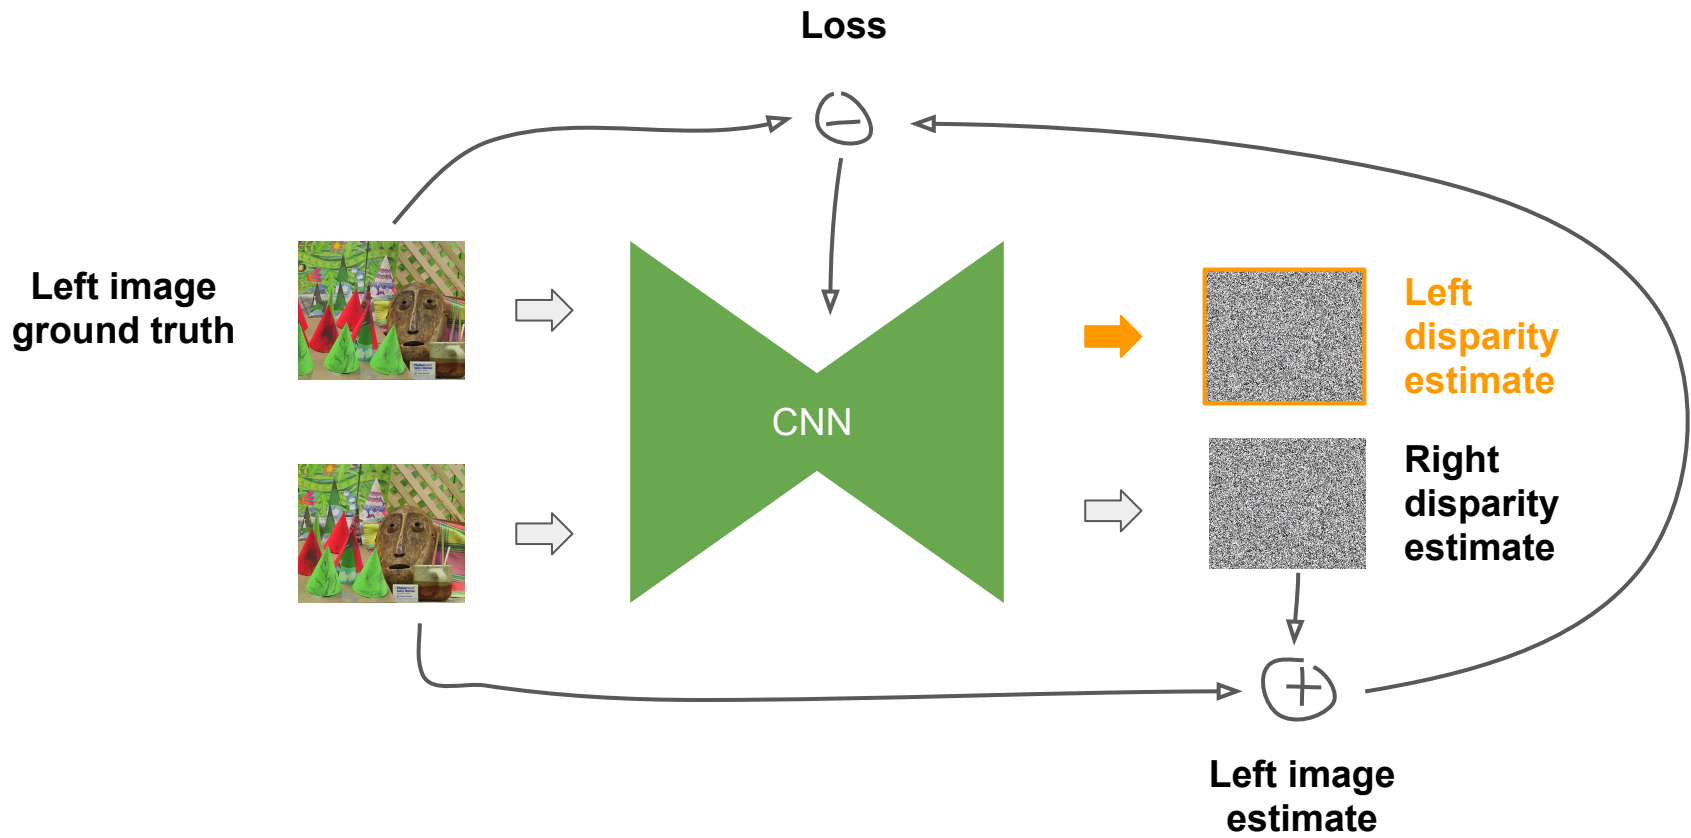 Loss
Left image
ground truth
CNN
Left
disparity
estimate
Right
disparity
estimate
Left image
estimate